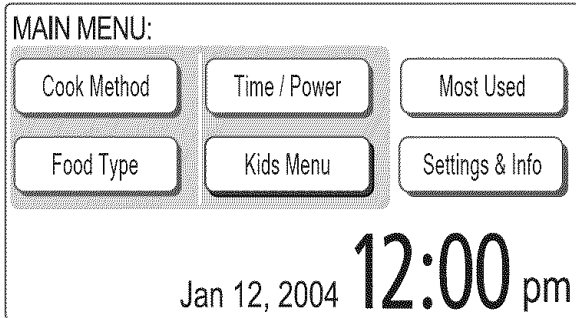 MAIN MENU:
Cook Method Time / Power Most Used
Food Type Kids Menu Settings & Info
Jan 12, 2004 12:00 pm